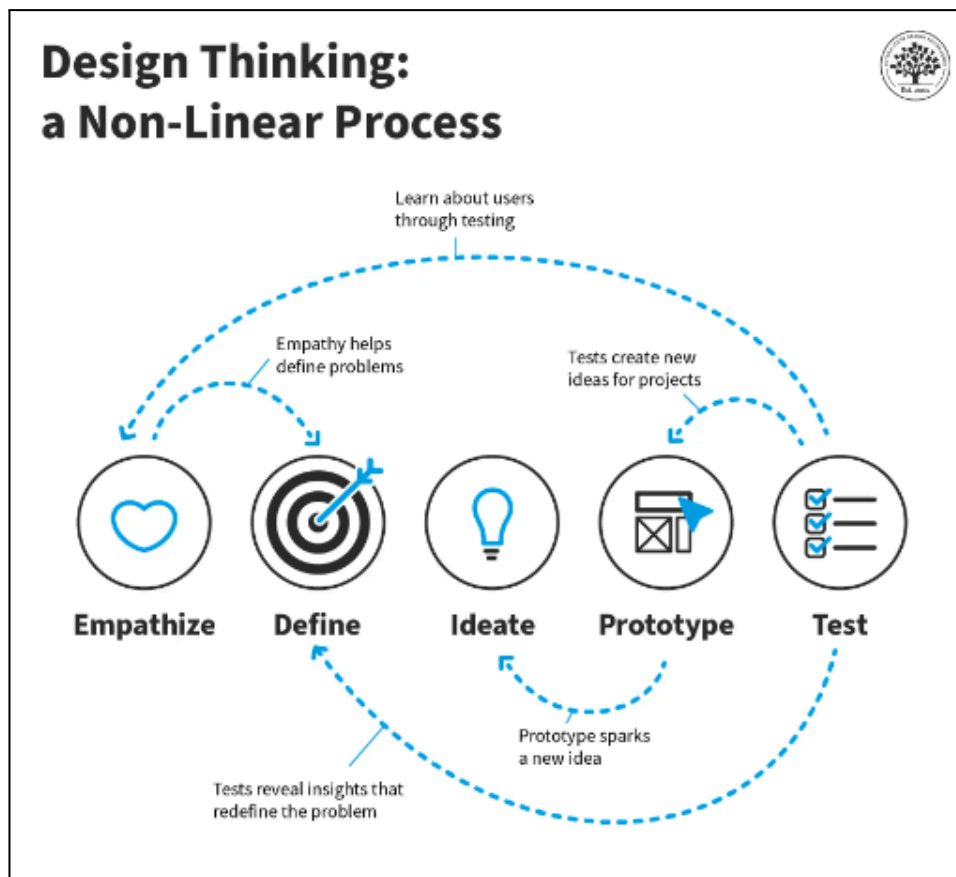 Design Thinking:
a Non-Linear Process
Learn about users
through testing
Empathy helps
define problems
Tests create new
ideas for projects
Empathize
Define
Ideate
Prototype
Test
Prototype sparks
a new idea
Tests reveal insights that
redefine the problem